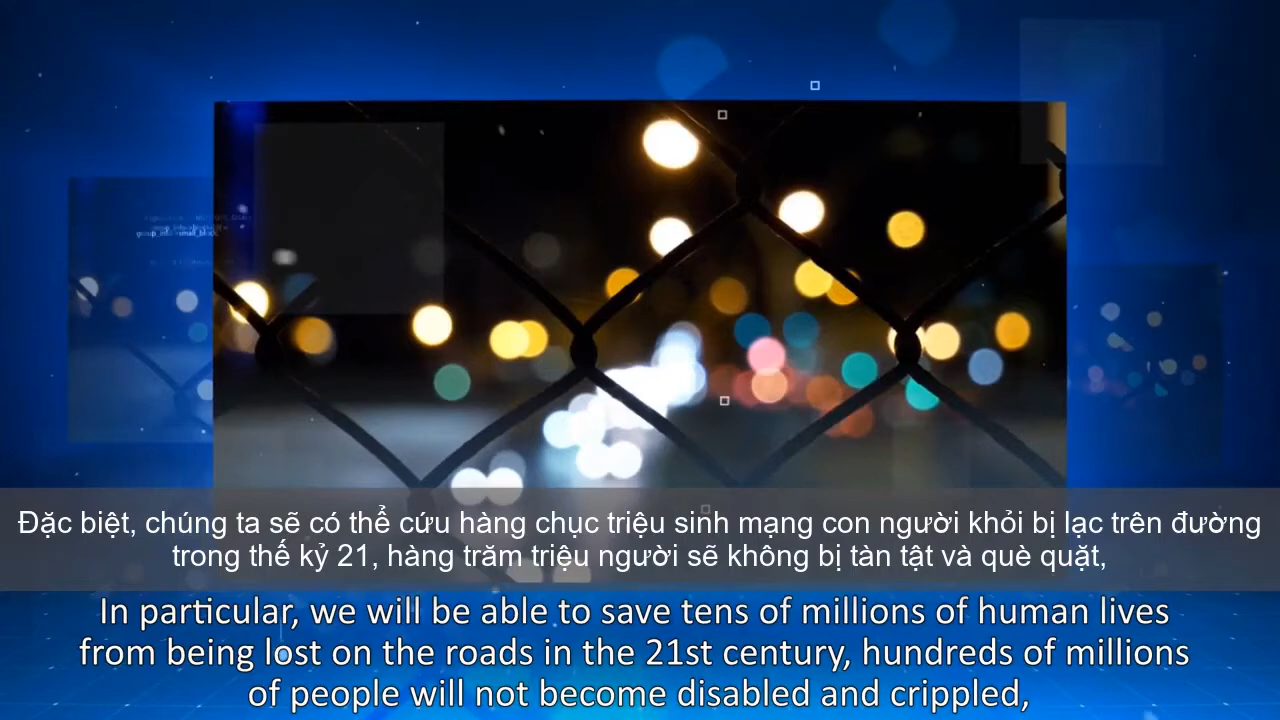 Đặc biệt, chúng ta sẽ có thể cứu hàng chục triệu sinh mạng con người khỏi bị lạc trên đường
trong thế kỷ 21, hàng trăm triệu người sẽ không bị tàn tật và què quặt,
In particular, we will be able to save tens of millions of human lives
from being lost on the roads in the 21st century, hundreds of millions
of people will not become disabled and crippled,